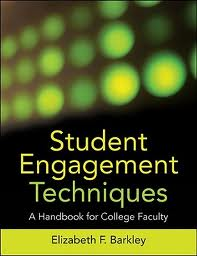 Student
Engagement
Techniques
A Handbook for College Faculty
Elizabeth F. Barkley